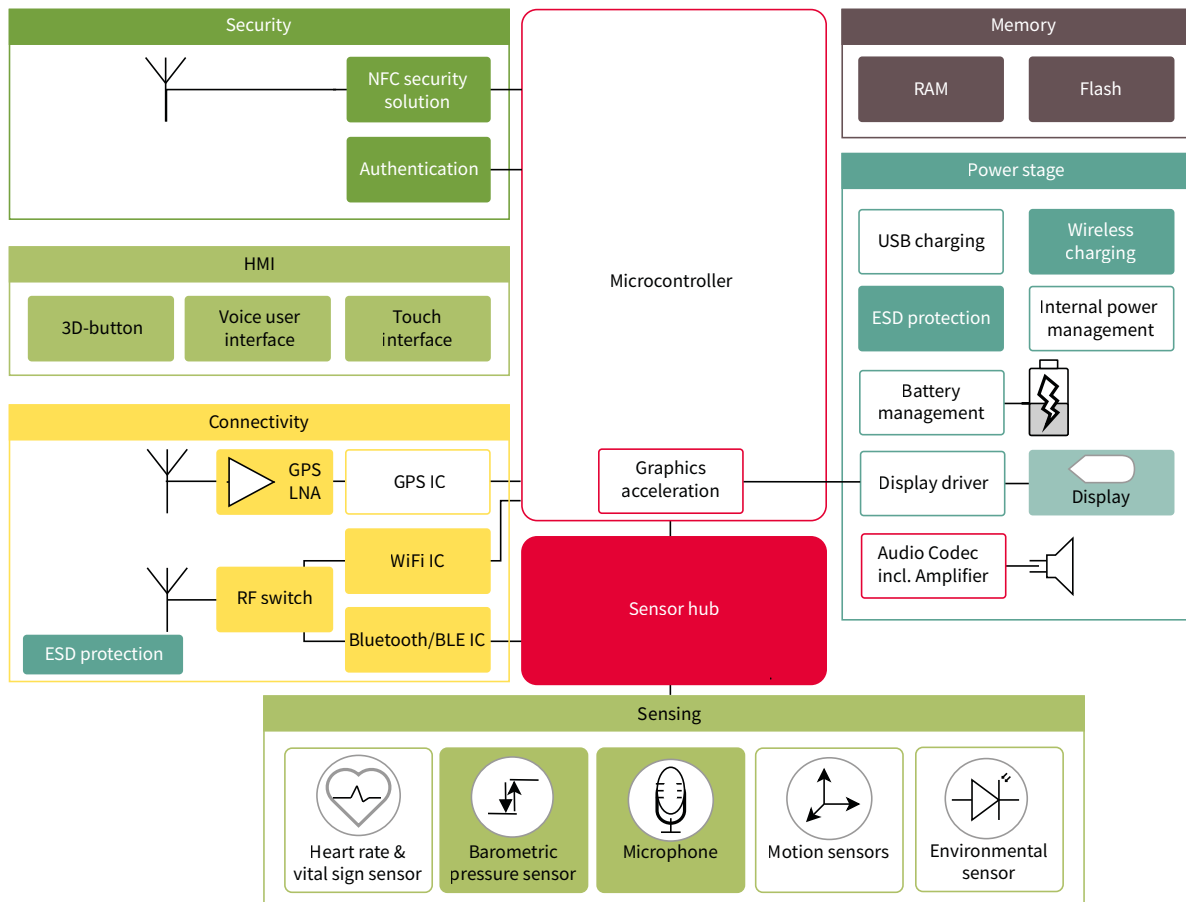 Security
NFC security
solution
Authentication
HMI
3D-button
Voice user
interface
Touch
interface
Connectivity
GPS
LNA
GPS IC
WiFi IC
RF switch
Bluetooth/BLE IC
ESD protection
Microcontroller
Graphics
acceleration
Sensor hub
Memory
RAM
Flash
Power stage
USB charging
Wireless
charging
ESD protection
Internal power
management
Battery
management
Display driver
Display
Audio Codec
incl. Amplifier
Sensing
Heart rate &
vital sign sensor
Barometric
pressure sensor
Microphone
Motion sensors
Environmental
sensor